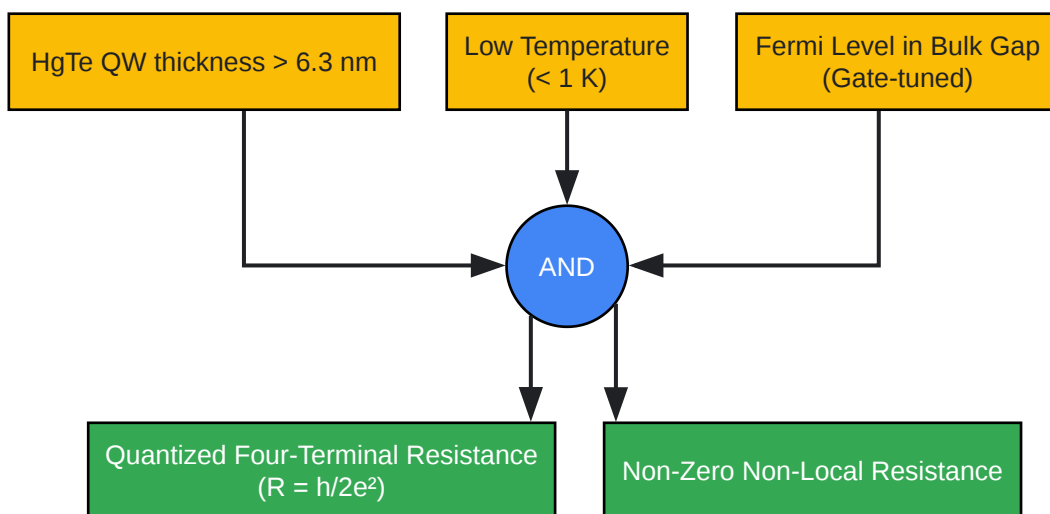 HgTe QW thickness > 6.3 nm
Low Temperature
(< 1 K)
Fermi Level in Bulk Gap
(Gate-tuned)
AND
Quantized Four-Terminal Resistance
(R = h/2e²)
Non-Zero Non-Local Resistance